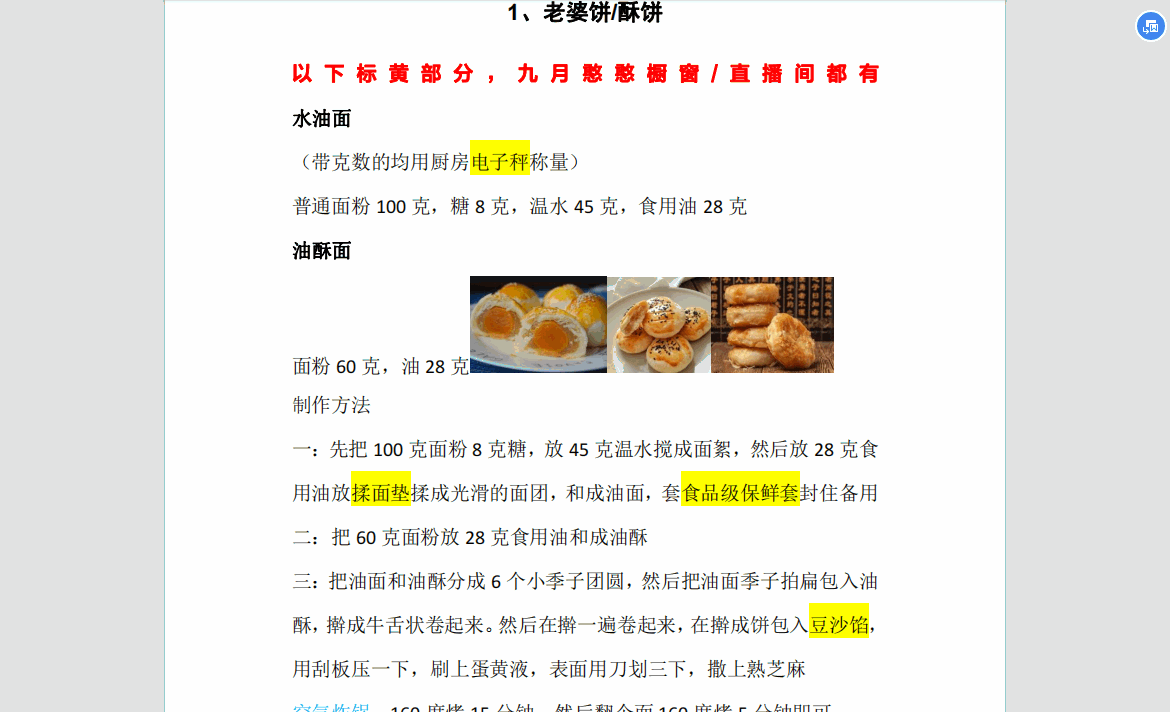 1、老婆饼/酥饼
以下标黄部分，九月憨憨橱窗/直播间都有
水油面
（带克数的均用厨房电子秤称量）
普通面粉 100 克，糖 8 克，温水 45 克，食用油 28 克
油酥面
面粉 60 克，油 28 克
制作方法
一：先把 100 克面粉 8 克糖，放 45 克温水搅成面絮，然后放 28 克食
用油放揉面垫揉成光滑的面团，和成油面，套食品级保鲜套封住备用
二：把 60 克面粉放 28 克食用油和成油酥
三：把油面和油酥分成 6 个小季子团圆，然后把油面季子拍扁包入油
酥，擀成牛舌状卷起来。然后在擀一遍卷起来，在擀成饼包入豆沙馅，
用刮板压一下，刷上蛋黄液，表面用刀划三下，撒上熟芝麻
空气炸锅，160 度烤 15 分钟，然后翻个面 160 度烤 5 分钟即可